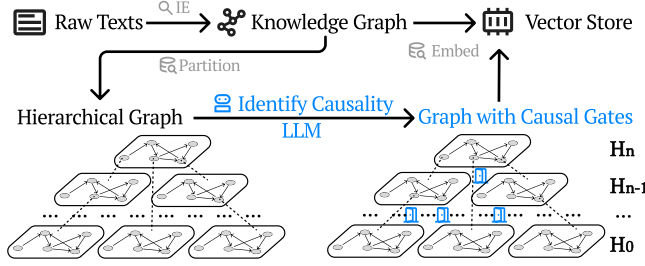 Raw Texts
IE
Knowledge Graph
Vector Store
Partition
Embed
Hierarchical Graph
Identify Causality
LLM
Graph with Causal Gates
Hn
Hn-1
...
H0